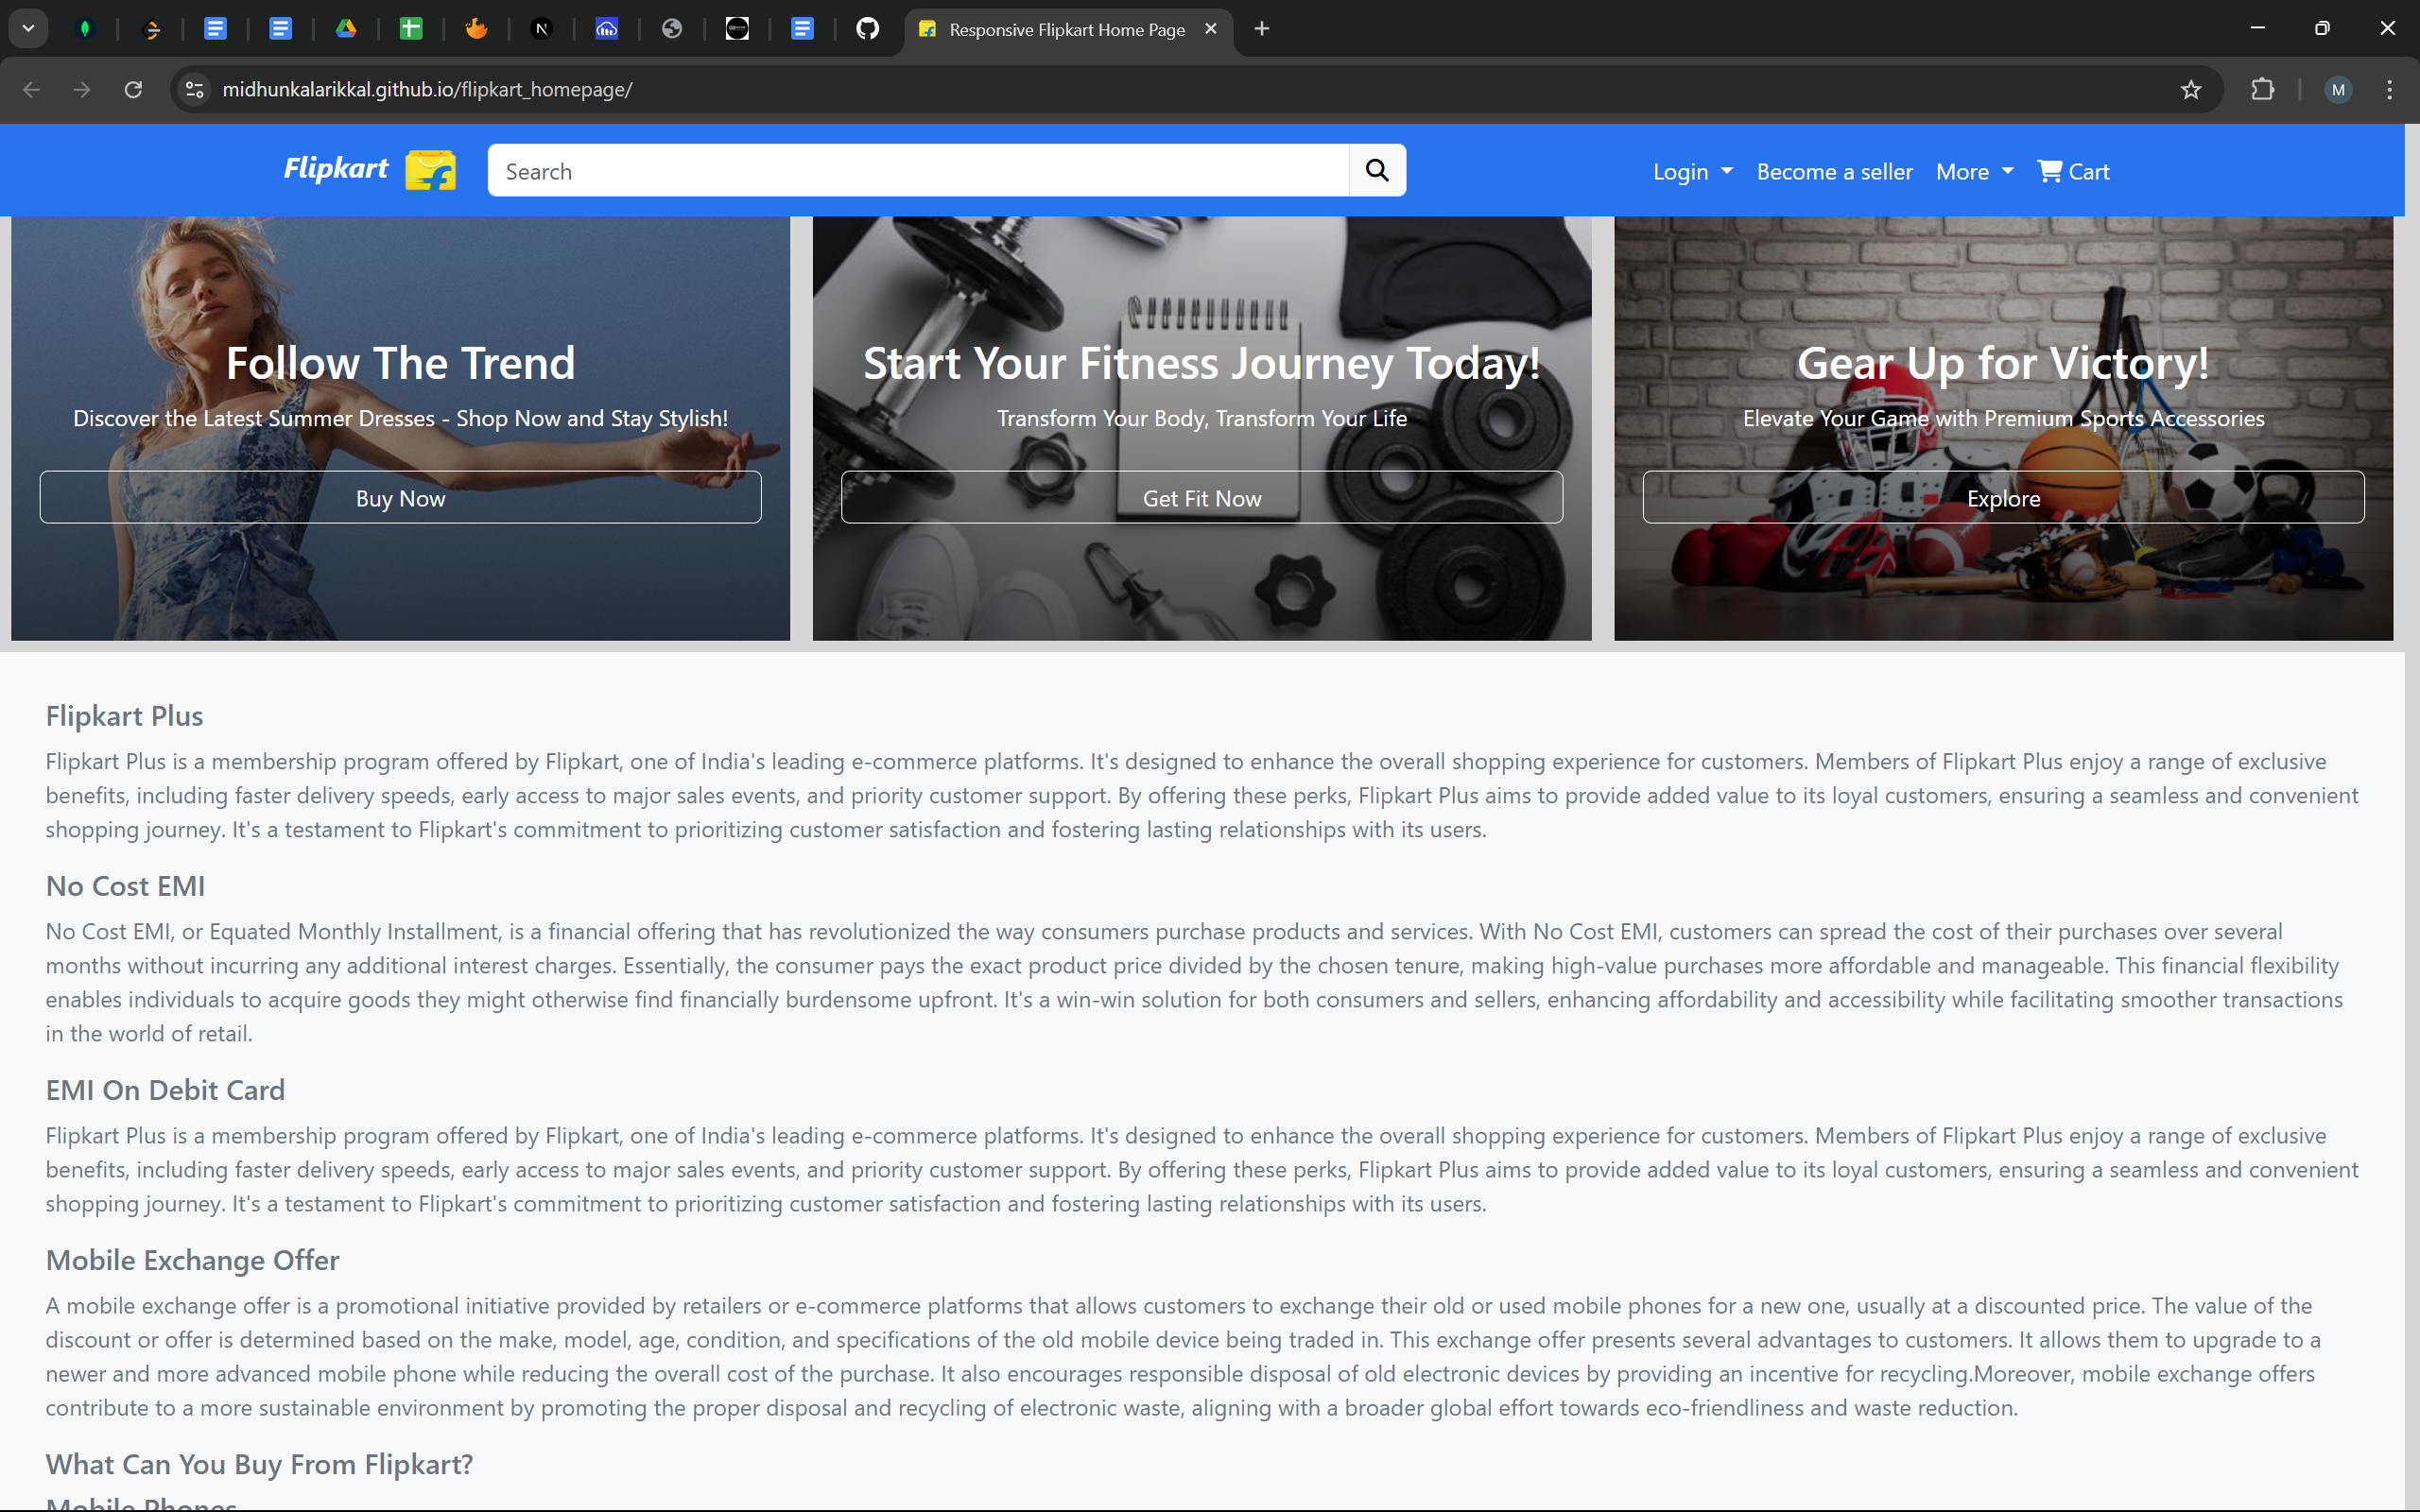 Responsive Flipkart Home Page
midhunkalarikkal.github.io/flipkart_homepage/
M
Flipkart
Search
Login
Become a seller
More
Cart
Follow The Trend
Discover the Latest Summer Dresses - Shop Now and Stay Stylish!
Buy Now
Start Your Fitness Journey Today!
Transform Your Body, Transform Your Life
Get Fit Now
Gear Up for Victory!
Elevate Your Game with Premium Sports Accessories
Explore
Flipkart Plus
Flipkart Plus is a membership program offered by Flipkart, one of India's leading e-commerce platforms. It's designed to enhance the overall shopping experience for customers. Members of Flipkart Plus enjoy a range of exclusive
benefits, including faster delivery speeds, early access to major sales events, and priority customer support. By offering these perks, Flipkart Plus aims to provide added value to its loyal customers, ensuring a seamless and convenient
shopping journey. It's a testament to Flipkart's commitment to prioritizing customer satisfaction and fostering lasting relationships with its users.
No Cost EMI
No Cost EMI, or Equated Monthly Installment, is a financial offering that has revolutionized the way consumers purchase products and services. With No Cost EMI, customers can spread the cost of their purchases over several
months without incurring any additional interest charges. Essentially, the consumer pays the exact product price divided by the chosen tenure, making high-value purchases more affordable and manageable. This financial flexibility
enables individuals to acquire goods they might otherwise find financially burdensome upfront. It's a win-win solution for both consumers and sellers, enhancing affordability and accessibility while facilitating smoother transactions
in the world of retail.
EMI On Debit Card
Flipkart Plus is a membership program offered by Flipkart, one of India's leading e-commerce platforms. It's designed to enhance the overall shopping experience for customers. Members of Flipkart Plus enjoy a range of exclusive
benefits, including faster delivery speeds, early access to major sales events, and priority customer support. By offering these perks, Flipkart Plus aims to provide added value to its loyal customers, ensuring a seamless and convenient
shopping journey. It's a testament to Flipkart's commitment to prioritizing customer satisfaction and fostering lasting relationships with its users.
Mobile Exchange Offer
A mobile exchange offer is a promotional initiative provided by retailers or e-commerce platforms that allows customers to exchange their old or used mobile phones for a new one, usually at a discounted price. The value of the
discount or offer is determined based on the make, model, age, condition, and specifications of the old mobile device being traded in. This exchange offer presents several advantages to customers. It allows them to upgrade to a
newer and more advanced mobile phone while reducing the overall cost of the purchase. It also encourages responsible disposal of old electronic devices by providing an incentive for recycling.Moreover, mobile exchange offers
contribute to a more sustainable environment by promoting the proper disposal and recycling of electronic waste, aligning with a broader global effort towards eco-friendliness and waste reduction.
What Can You Buy From Flipkart?
Mobile Phones